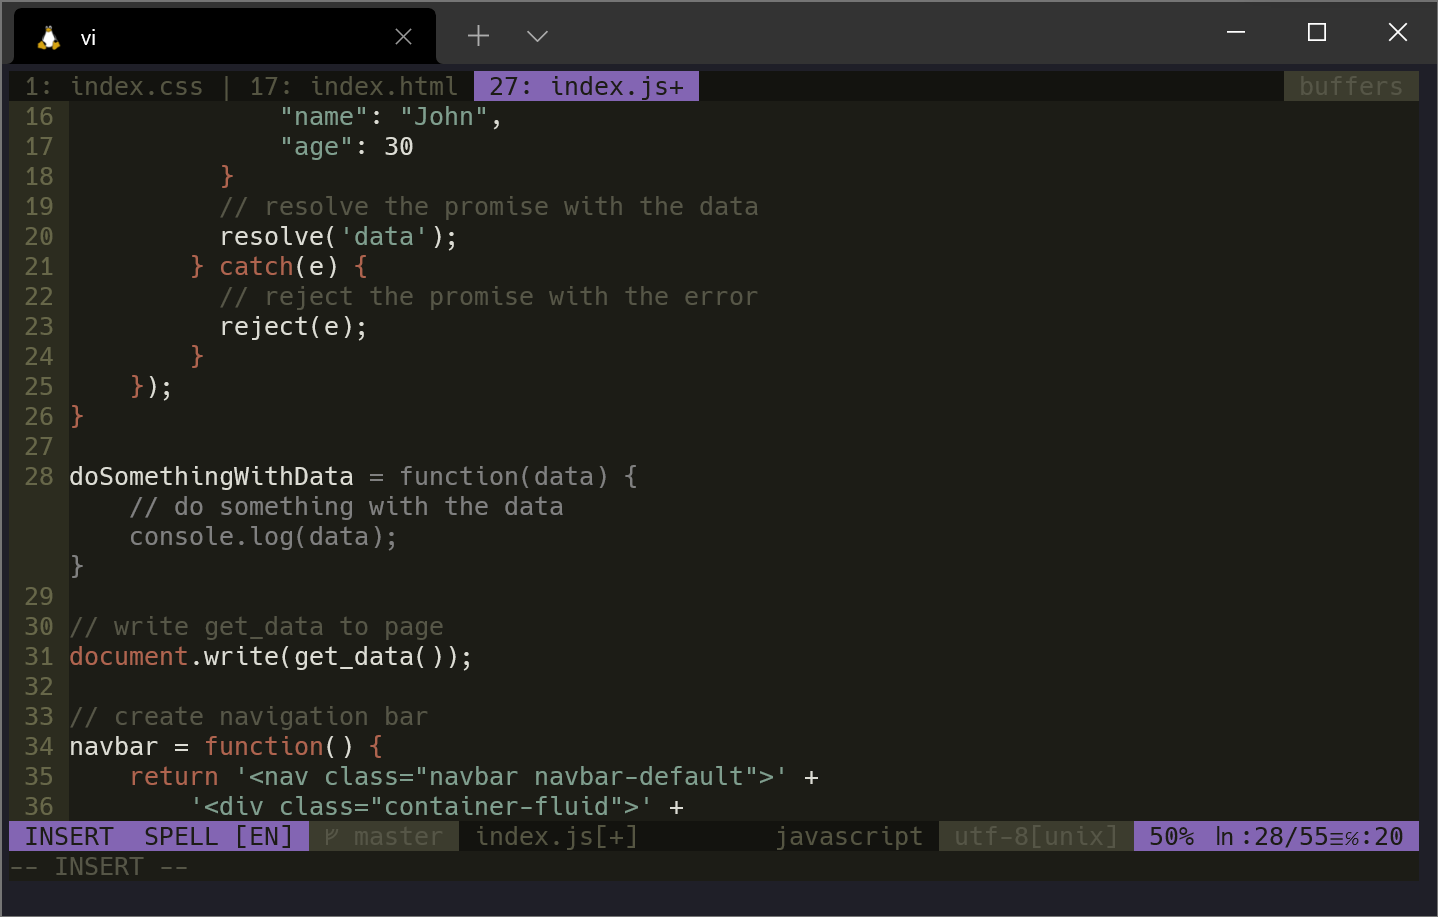 vi
1: index.css | 17: index.html 27: index.js+ buffers
16 "name": "John",
17 "age": 30
18 }
19 // resolve the promise with the data
20 resolve('data');
21 } catch(e) {
22 // reject the promise with the error
23 reject(e);
24 }
25 });
26 }
27
28 doSomethingWithData = function(data) {
// do something with the data
console.log(data);
}
29
30 // write get_data to page
31 document.write(get_data());
32
33 // create navigation bar
34 navbar = function() {
35 return '<nav class="navbar navbar-default">' +
36 '<div class="container-fluid">' +
INSERT SPELL [EN] master index.js[+] javascript utf-8[unix] 50% ln :28/55≡℅:20
-- INSERT --